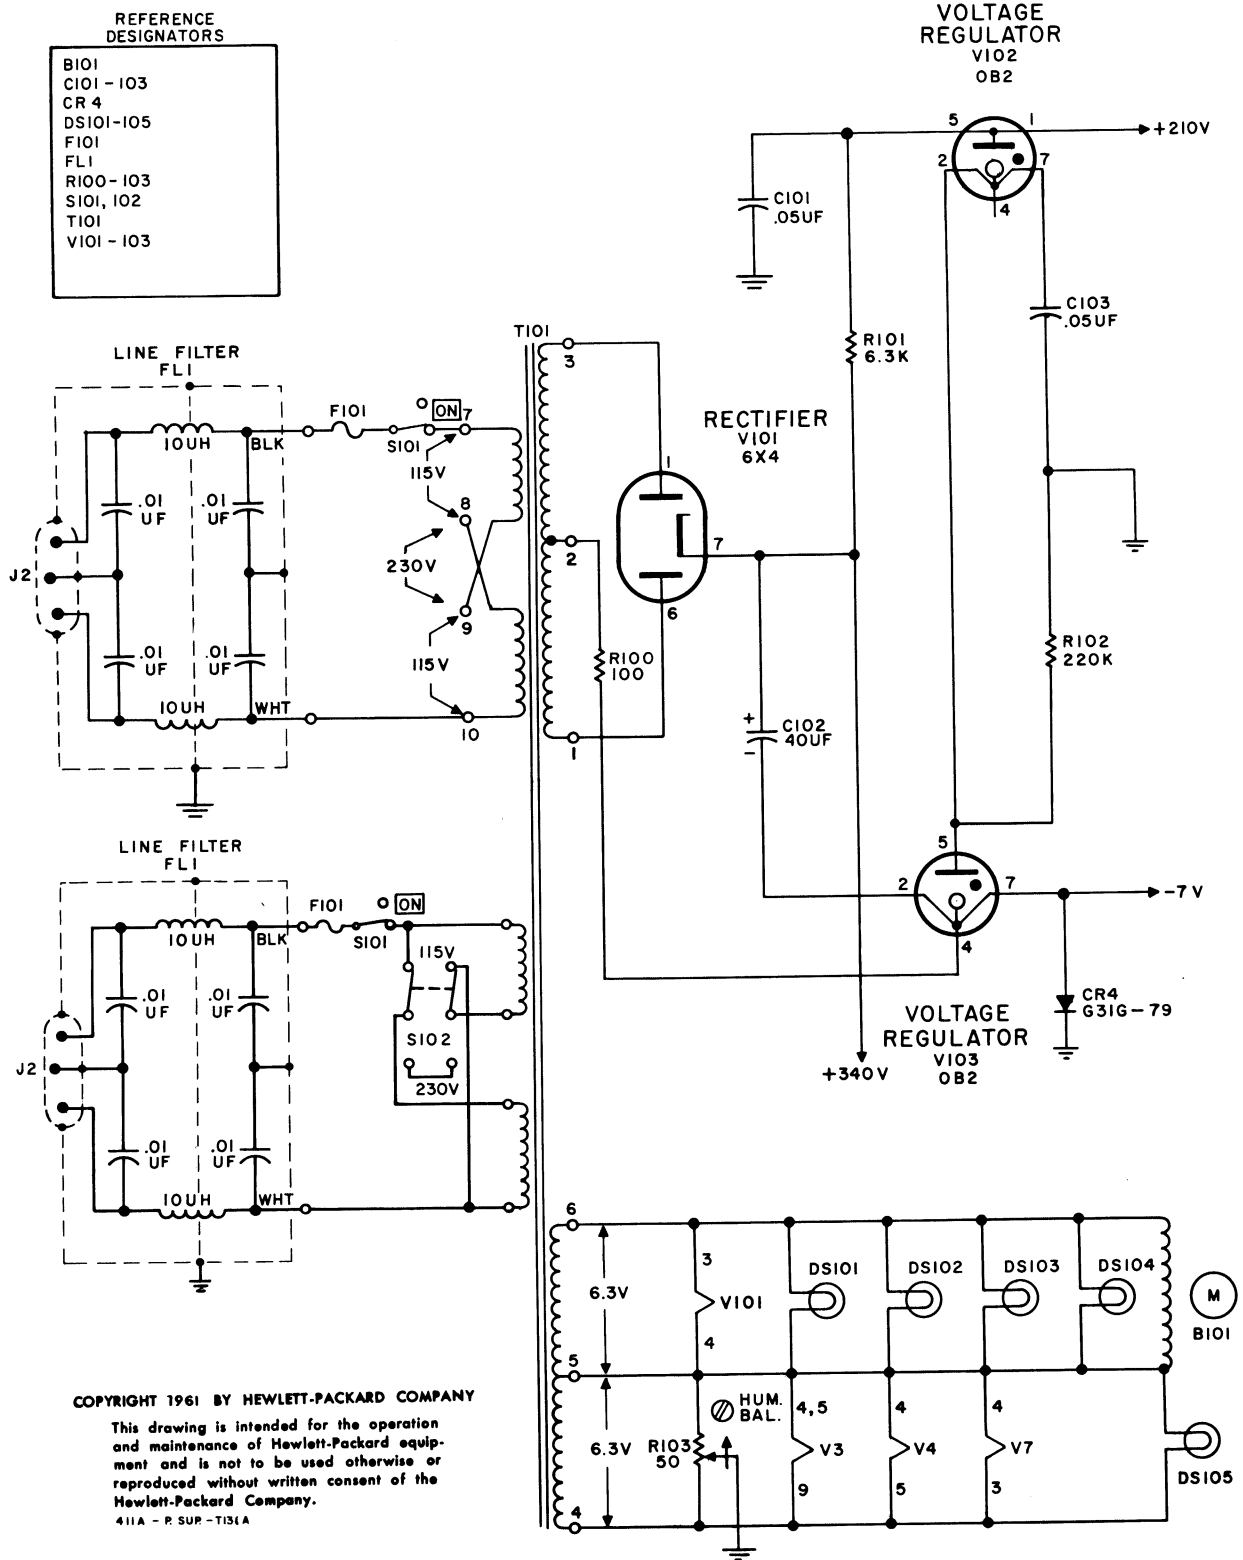 REFERENCE
DESIGNATORS
B101
C101-103
CR4
DS101-105
F101
FL1
R100-103
S101, 102
T101
V101-103
VOLTAGE
REGULATOR
V102
OB2
5
1
+210V
2
7
4
C101
.05UF
C103
.05UF
R101
6.3K
LINE FILTER
FL1
10UH
BLK
F101
ON
7
S101
115V
8
230V
9
115V
10
.01
UF
.01
UF
J2
.01
UF
.01
UF
10UH
WHT
T101
3
2
1
R100
100
RECTIFIER
V101
6X4
1
7
6
+
C102
40UF
-
R102
220K
5
2
7
-7V
4
VOLTAGE
REGULATOR
V103
OB2
CR4
G31G-79
+340V
LINE FILTER
FL1
10UH
BLK
F101
ON
S101
115V
S102
230V
.01
UF
.01
UF
J2
.01
UF
.01
UF
10UH
WHT
6
6.3V
3
V101
4
DS101
DS102
DS103
DS104
M
B101
5
6.3V
HUM.
BAL.
R103
50
4,5
V3
9
4
V4
5
4
V7
3
DS105
4
COPYRIGHT 1961 BY HEWLETT-PACKARD COMPANY
This drawing is intended for the operation
and maintenance of Hewlett-Packard equip-
ment and is not to be used otherwise or
reproduced without written consent of the
Hewlett-Packard Company.
411A - P. SUP. - T131A